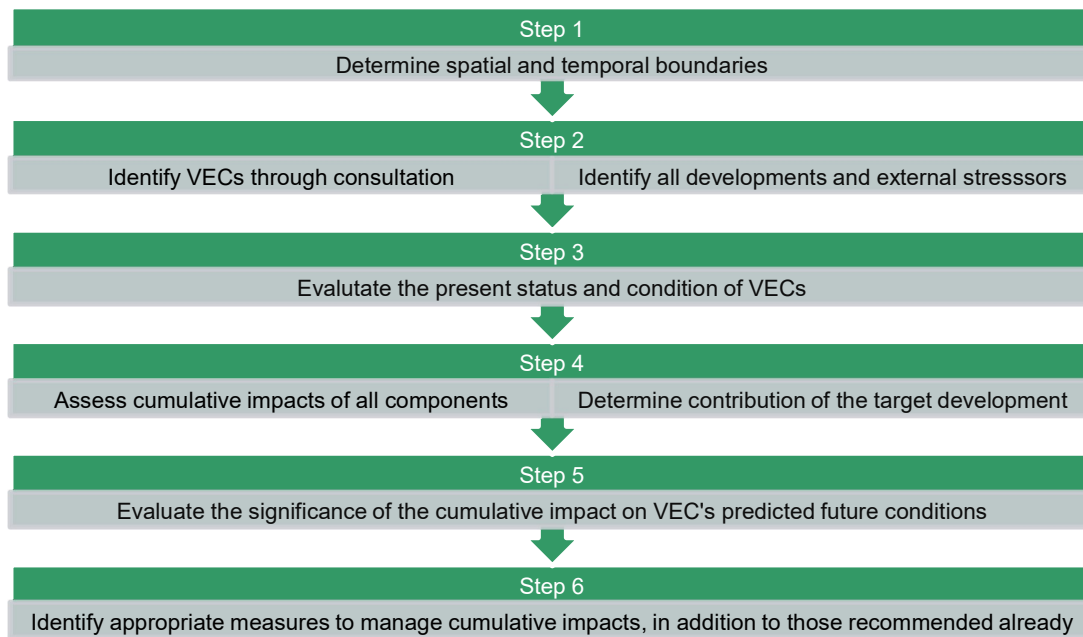 Step 1
Determine spatial and temporal boundaries
Step 2
Identify VECs through consultation
Identify all developments and external stresssors
Step 3
Evalutate the present status and condition of VECs
Step 4
Assess cumulative impacts of all components
Determine contribution of the target development
Step 5
Evaluate the significance of the cumulative impact on VEC's predicted future conditions
Step 6
Identify appropriate measures to manage cumulative impacts, in addition to those recommended already